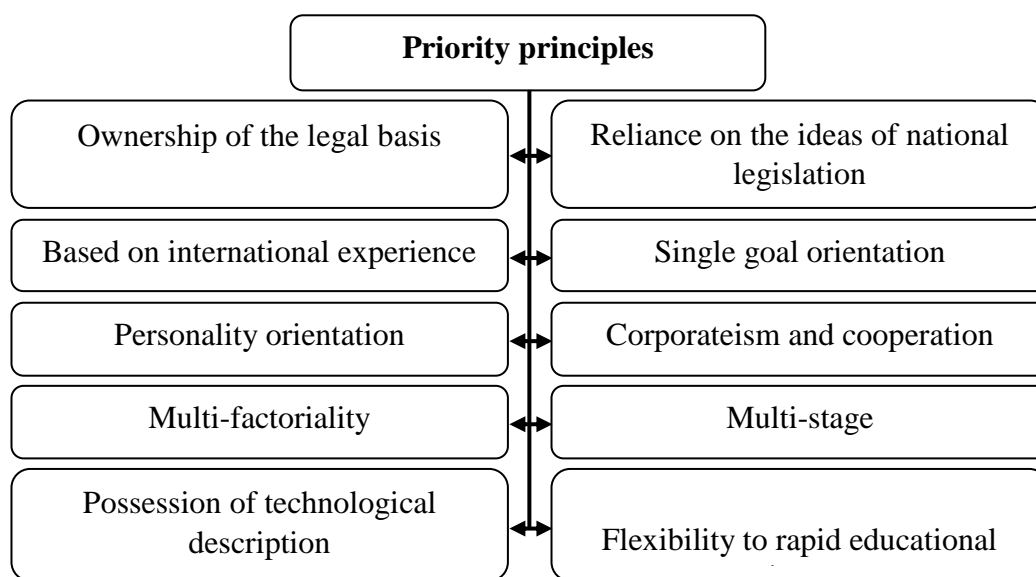 Priority principles
Ownership of the legal basis
Reliance on the ideas of national
legislation
Based on international experience
Single goal orientation
Personality orientation
Corporateism and cooperation
Multi-factoriality
Multi-stage
Possession of technological
description
Flexibility to rapid educational